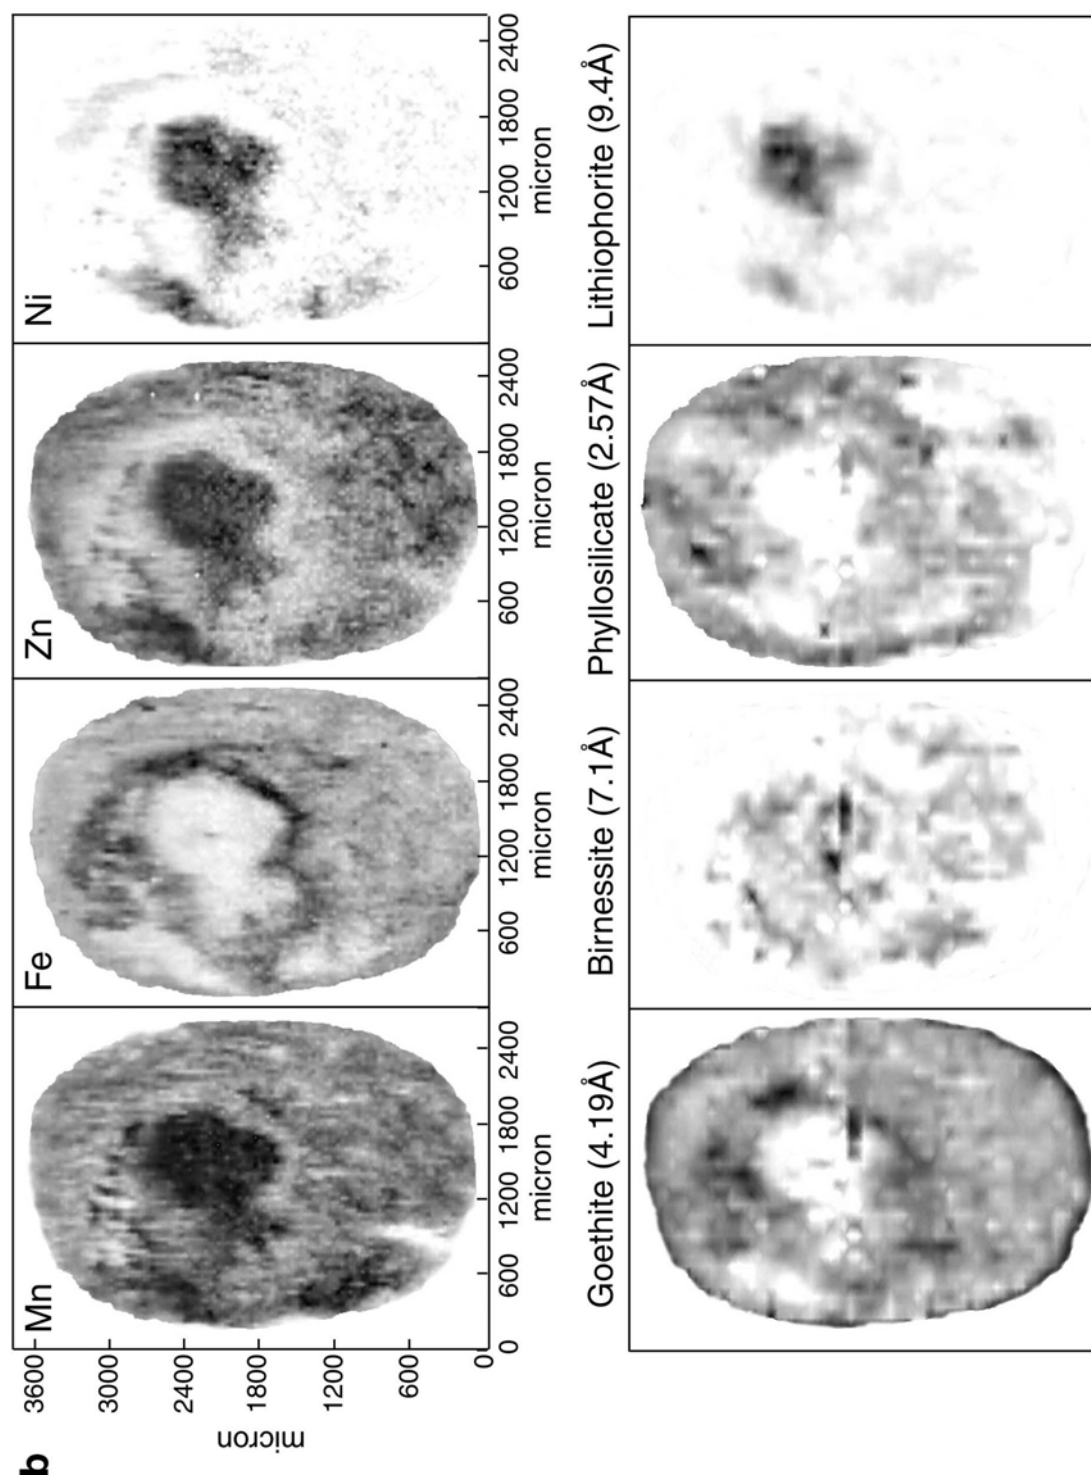 b
Mn
Fe
Zn
Ni
micron
3600
3000
2400
1800
1200
600
0
0 600 1200 1800 2400
600 1200 1800 2400
600 1200 1800 2400
600 1200 1800 2400
micron
micron
micron
micron
Goethite (4.19Å)
Birnessite (7.1Å)
Phyllosilicate (2.57Å)
Lithiophorite (9.4Å)